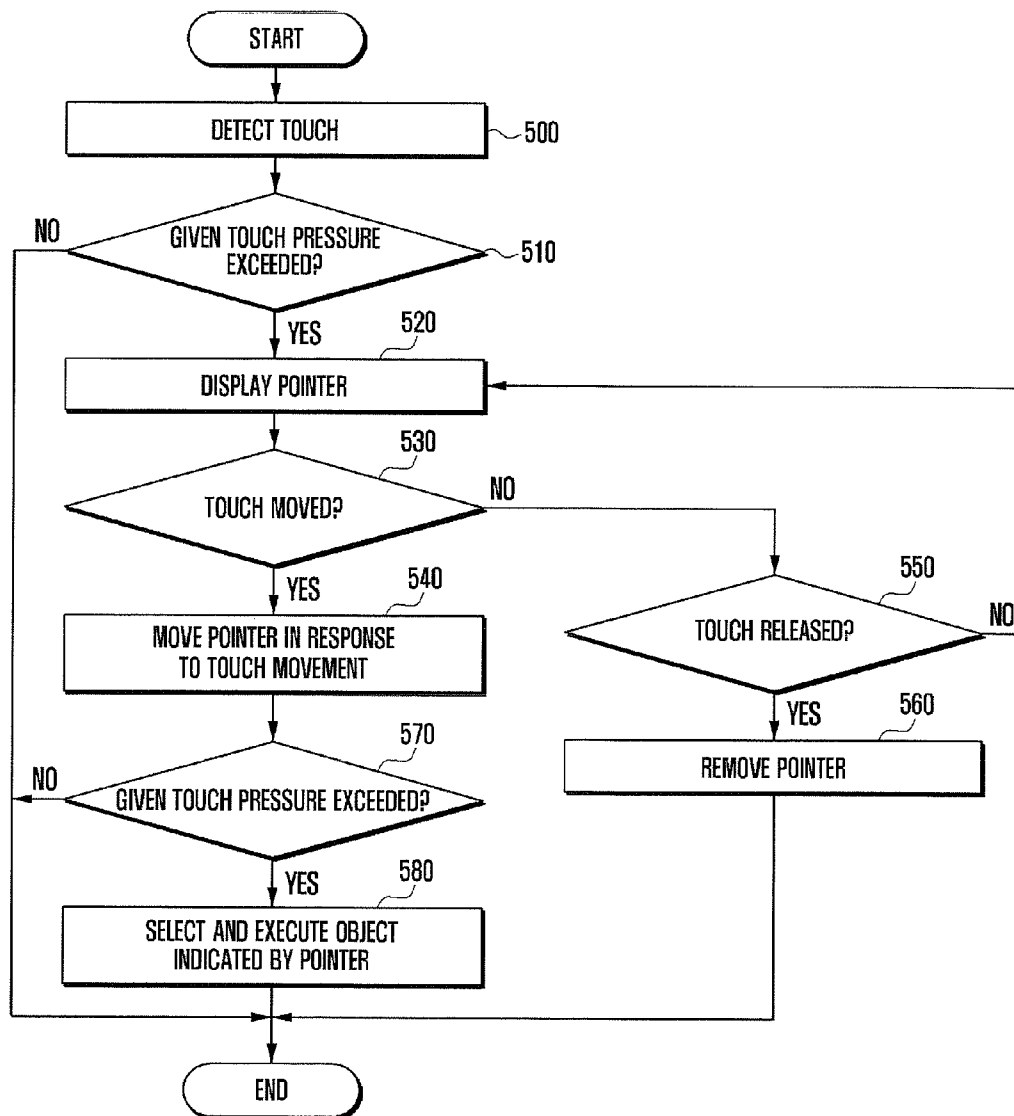 START
DETECT TOUCH
500
NO
GIVEN TOUCH PRESSURE
EXCEEDED?
510
YES
520
DISPLAY POINTER
530
TOUCH MOVED?
NO
YES
540
MOVE POINTER IN RESPONSE
TO TOUCH MOVEMENT
550
TOUCH RELEASED?
NO
YES
560
REMOVE POINTER
570
NO
GIVEN TOUCH PRESSURE EXCEEDED?
YES
580
SELECT AND EXECUTE OBJECT
INDICATED BY POINTER
END